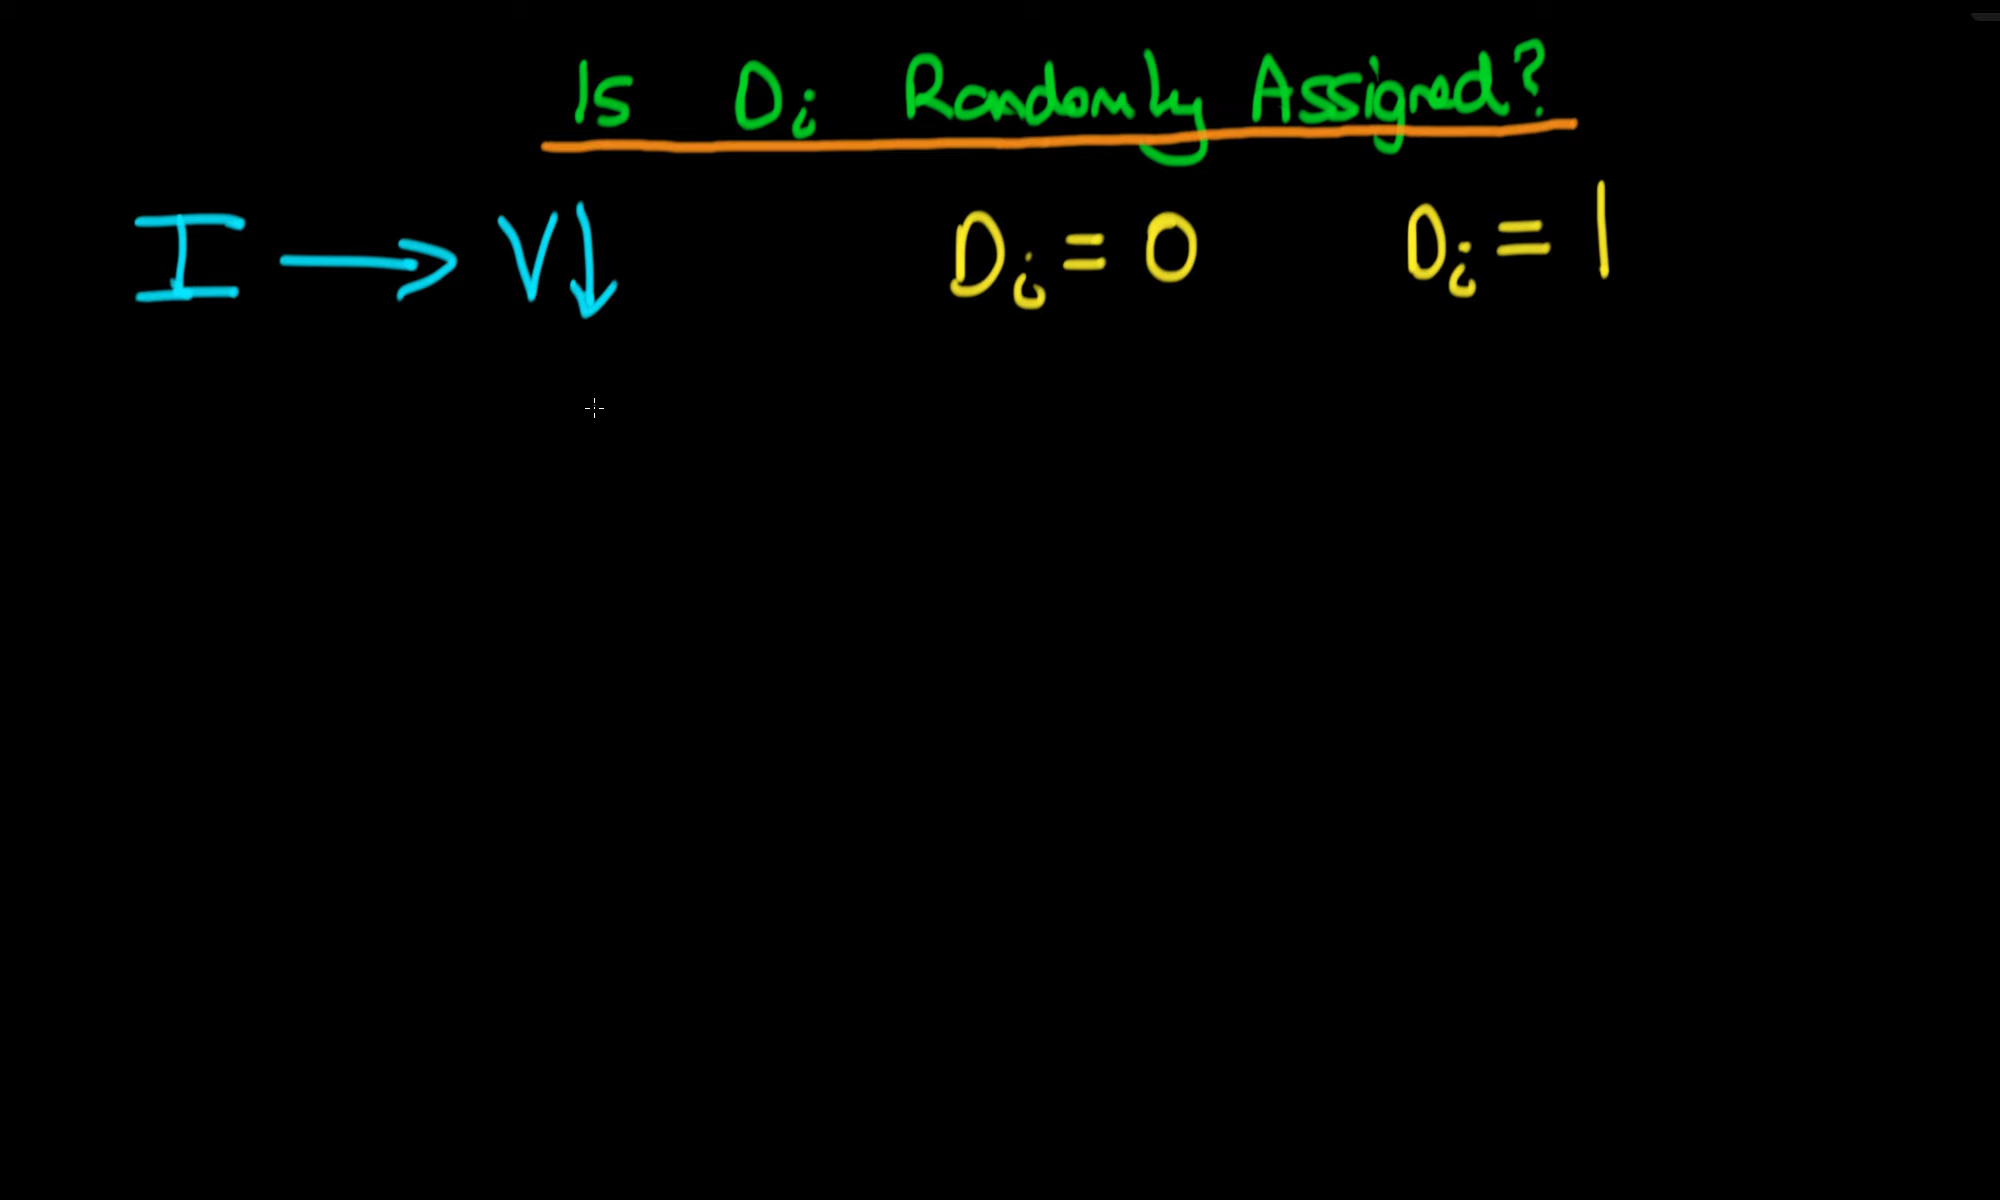 Is Di Randomly Assigned?
I → V↓ Di = 0 Di = 1